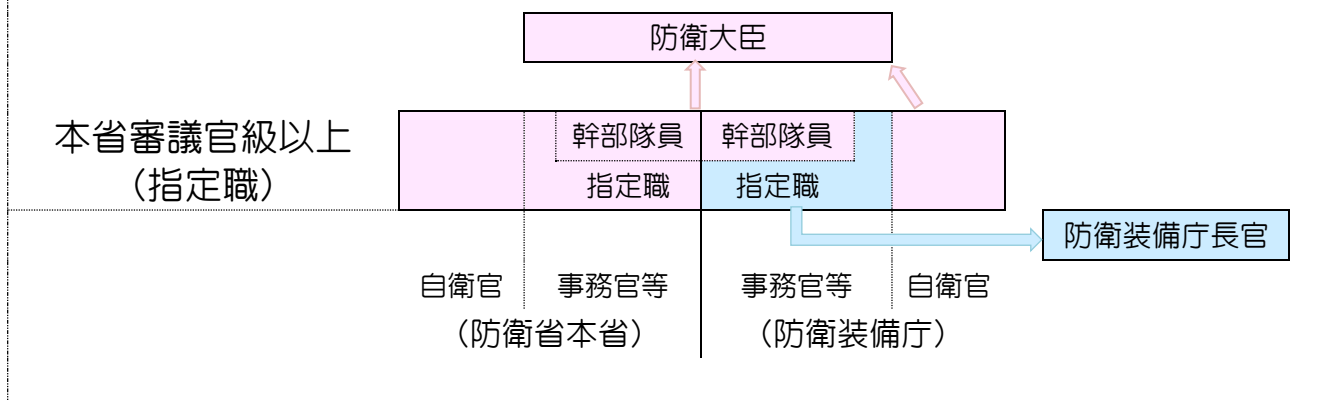 防衛大臣
本省審議官級以上
（指定職）
幹部隊員
幹部隊員
指定職
指定職
防衛装備庁長官
自衛官
事務官等
事務官等
自衛官
（防衛省本省）
（防衛装備庁）